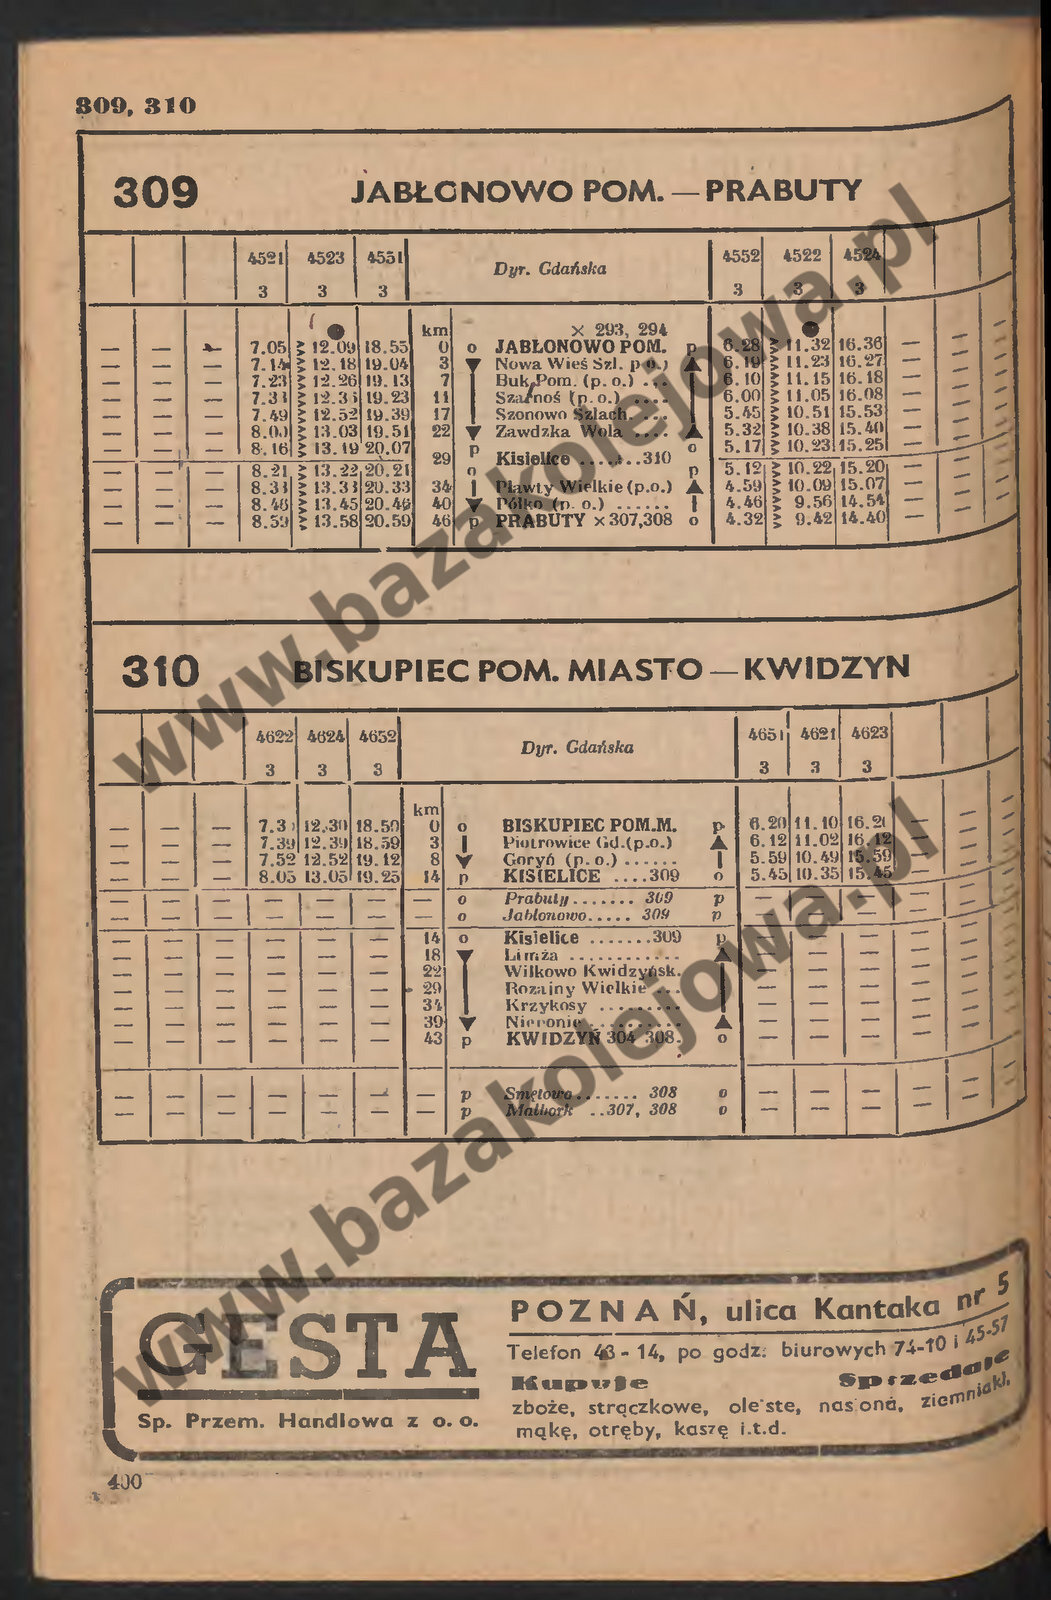 309, 310
309 JABŁONOWO POM. — PRABUTY
4521 4523 4551 Dyr. Gdańska 4552 4522 4524
3 3 3 3 3 3
km × 293, 294
— — 7.05 12.09 18.55 0 o JABŁONOWO POM. p 6.28 11.32 16.36 — —
— — — 7.14 12.18 19.04 3 Nowa Wieś Szl. p.o.) 6.19 11.23 16.27 — —
— — — 7.23 12.26 19.13 7 Buk Pom. (p.o.) ... 6.10 11.15 16.18 — —
— — — 7.33 12.35 19.23 11 Szarnoś (p.o.) .... 6.00 11.05 16.08 — —
— — — 7.49 12.52 19.39 17 Szonowo Szlach. ... 5.45 10.51 15.53 — —
— — — 13.03 19.51 22 Zawdzka Wola .... 5.32 10.38 15.40 — —
— — — 8.16 13.19 20.07 29 p Kisielice ......310 o 5.17 10.23 15.25 — —
— — — 8.21 13.22 20.21 o p 5.12 10.22 15.20 — —
— — — 8.33 13.33 20.33 34 Pławty Wielkie (p.o.) 4.59 10.09 15.07 — —
— — — 8.46 13.45 20.46 40 Pólko (p.o.) ...... 4.46 9.56 14.54 — —
— — — 8.59 13.58 20.59 46 p PRABUTY ×307,308 o 4.32 9.42 14.40 — —
310 BISKUPIEC POM. MIASTO — KWIDZYN
4622 4624 4652 Dyr. Gdańska 4651 4621 4623
3 3 3 3 3 3
km
— — — 12.30 18.50 0 o BISKUPIEC POM.M. p 6.20 11.10 — —
— — — 7.39 12.39 18.59 3 Piotrowice Gd.(p.o.) 6.12 11.02 16.12 — —
— — — 7.52 12.52 19.12 8 Goryń (p.o.) ...... 5.59 10.49 15.59 — —
— — — 8.05 13.05 19.25 14 p KISIELICE ....309 o 5.45 10.35 15.45 — —
— — — — — — — o Prabuty ....... 309 p — — — — —
— — — — — — — o Jabłonowo ..... 309 p — — — — —
— — — — — — 14 o Kisielice .......309 p — — — — —
— — — — — — 18 Limża ............ — — — — —
— — — — — — 22 Wilkowo Kwidzyńsk. — — — — —
— — — — — — 29 Rozajny Wielkie ... — — — — —
— — — — — — 34 Krzykosy ......... — — — — —
— — — — — — 39 — — — — —
— — — — — — 43 p KWIDZYN 304 308. o — — — — —
— — — — — — — p Smętowo ....... 308 o — — — — —
— — — — — — — p Malbork ..307, 308 o — — — — —
GESTA
Sp. Przem. Handlowa z o.o.
POZNAŃ, ulica Kantaka nr 5
Telefon 43-14, po godz. biurowych 74-10 i 45-57
Kupuje Sprzedaje
zboże, strączkowe, oleiste, nasiona, ziemniaki,
mąkę, otręby, kaszę i.t.d.
400
www.bazakolejowa.pl
www.bazakolejowa.pl